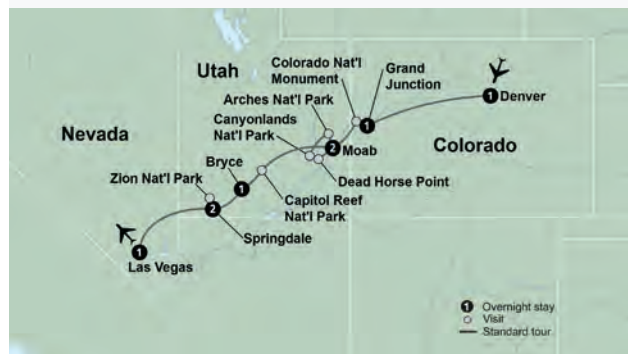 Colorado Nat'l
Monument
Grand
Junction
Utah
Arches Nat'l Park
1 Denver
Canyonlands
Nat'l Park
1
Nevada
Colorado
2 Moab
Bryce
Dead Horse Point
Zion Nat'l Park
1
Capitol Reef
Nat'l Park
2
Springdale
1
Las Vegas
1 Overnight stay
Visit
Standard tour